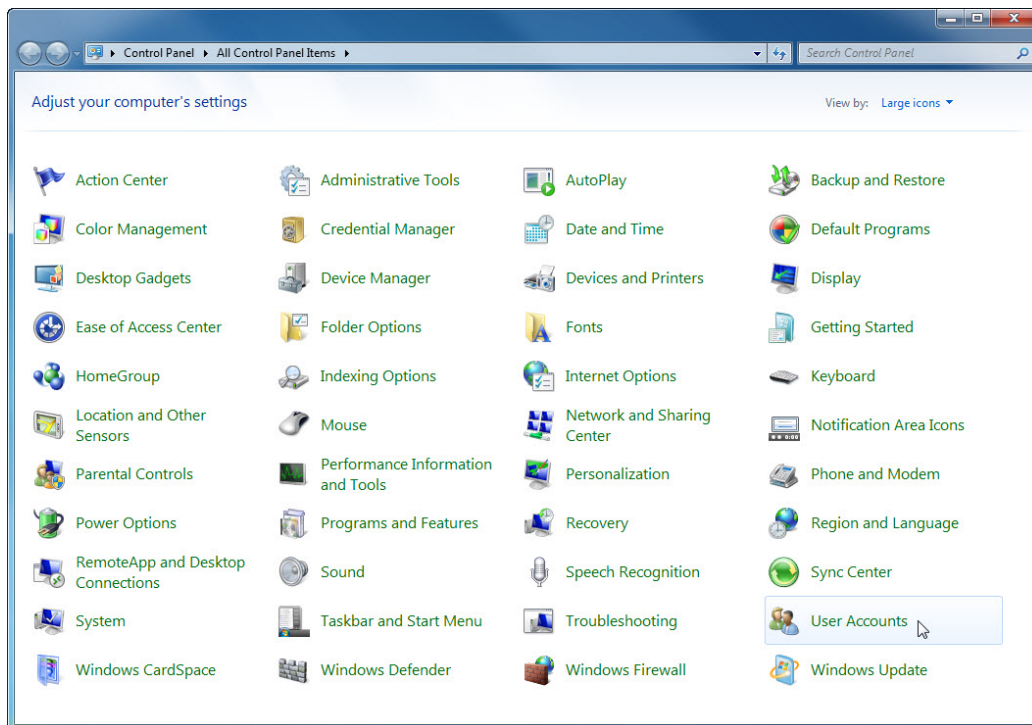 Control Panel All Control Panel Items
Search Control Panel
Adjust your computer's settings
View by: Large icons
Action Center
Administrative Tools
AutoPlay
Backup and Restore
Color Management
Credential Manager
Date and Time
Default Programs
Desktop Gadgets
Device Manager
Devices and Printers
Display
Ease of Access Center
Folder Options
Fonts
Getting Started
HomeGroup
Indexing Options
Internet Options
Keyboard
Location and Other
Sensors
Mouse
Network and Sharing
Center
Notification Area Icons
Parental Controls
Performance Information
and Tools
Personalization
Phone and Modem
Power Options
Programs and Features
Recovery
Region and Language
RemoteApp and Desktop
Connections
Sound
Speech Recognition
Sync Center
System
Taskbar and Start Menu
Troubleshooting
User Accounts
Windows CardSpace
Windows Defender
Windows Firewall
Windows Update